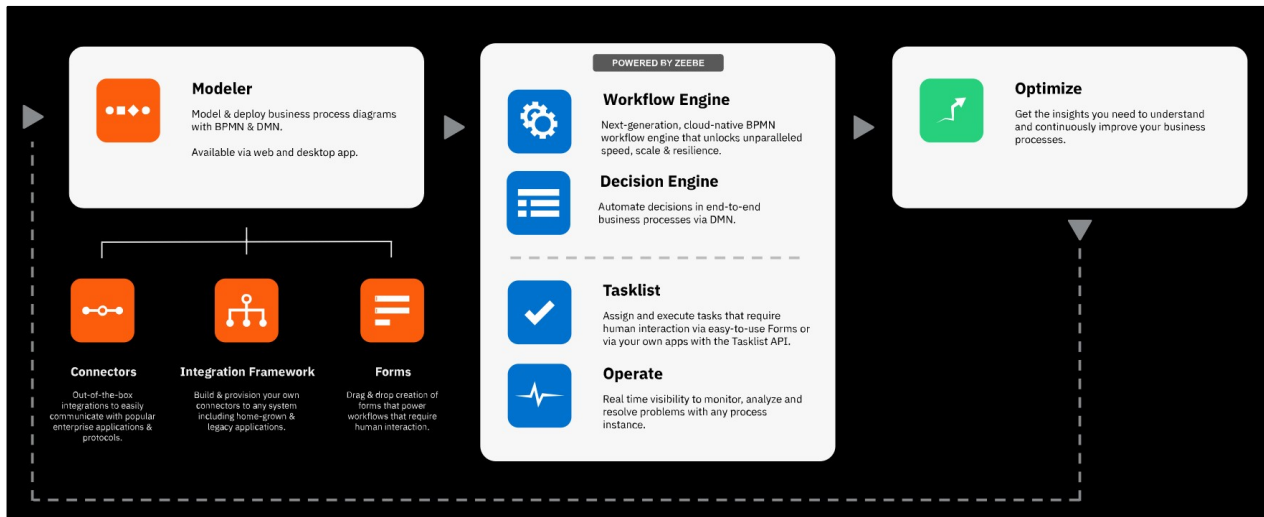 Modeler
Model & deploy business process diagrams
with BPMN & DMN.
Available via web and desktop app.
Connectors
Out-of-the-box
integrations to easily
communicate with popular
enterprise applications &
protocols.
Integration Framework
Build & provision your own
connectors to any system
including home-grown &
legacy applications.
Forms
Drag & drop creation of
forms that power
workflows that require
human interaction.
POWERED BY ZEEBE
Workflow Engine
Next-generation, cloud-native BPMN
workflow engine that unlocks unparalleled
speed, scale & resilience.
Decision Engine
Automate decisions in end-to-end
business processes via DMN.
Tasklist
Assign and execute tasks that require
human interaction via easy-to-use Forms or
via your own apps with the Tasklist API.
Operate
Real time visibility to monitor, analyze and
resolve problems with any process
instance.
Optimize
Get the insights you need to understand
and continuously improve your business
processes.